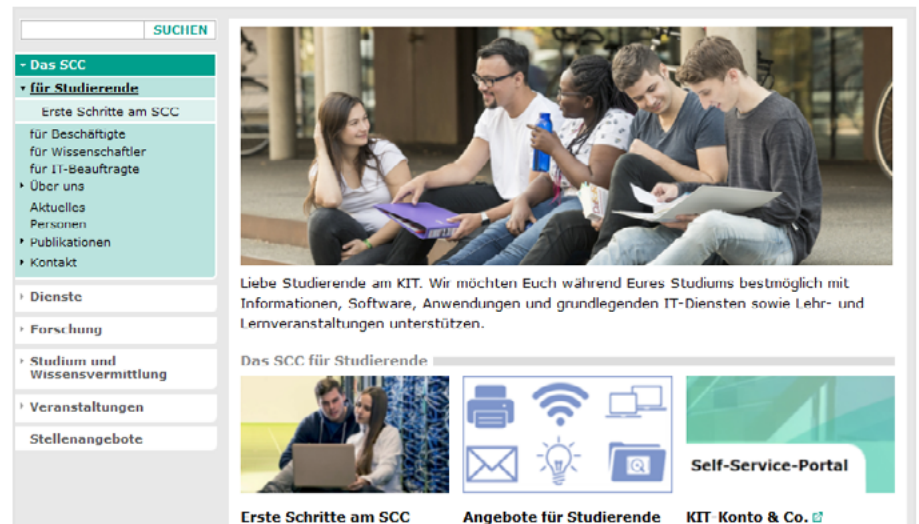 SUCHEN
Das SCC
für Studierende
Erste Schritte am SCC
für Beschäftigte
für Wissenschaftler
für IT-Beauftragte
Über uns
Aktuelles
Personen
Publikationen
Kontakt
Dienste
Forschung
Studium und
Wissensvermittlung
Veranstaltungen
Stellenangebote
Liebe Studierende am KIT. Wir möchten Euch während Eures Studiums bestmöglich mit
Informationen, Software, Anwendungen und grundlegenden IT-Diensten sowie Lehr- und
Lernveranstaltungen unterstützen.
Das SCC für Studierende
Self-Service-Portal
Erste Schritte am SCC
Angebote für Studierende
KIT-Konto & Co.